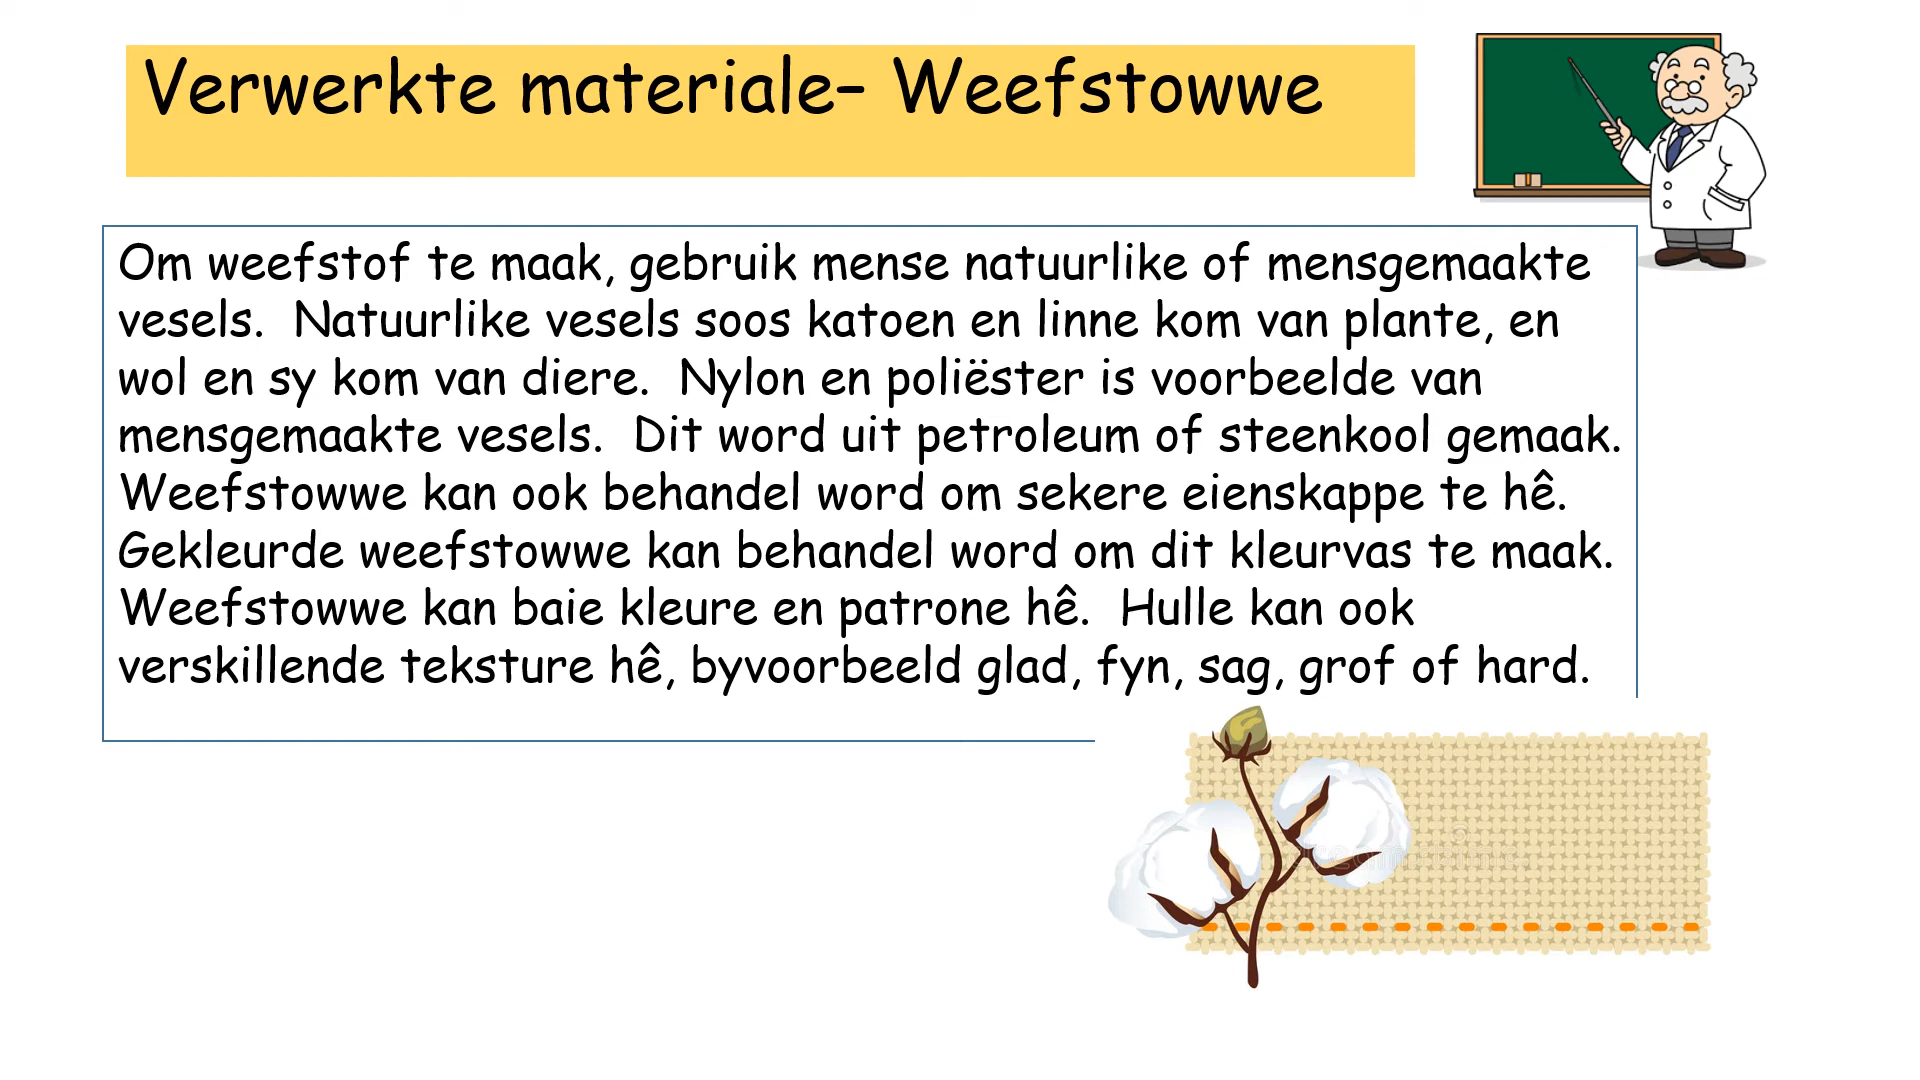 Verwerkte materiale– Weefstowwe
Om weefstof te maak, gebruik mense natuurlike of mensgemaakte
vesels.  Natuurlike vesels soos katoen en linne kom van plante, en
wol en sy kom van diere.  Nylon en poliëster is voorbeelde van
mensgemaakte vesels.  Dit word uit petroleum of steenkool gemaak.
Weefstowwe kan ook behandel word om sekere eienskappe te hê.
Gekleurde weefstowwe kan behandel word om dit kleurvas te maak.
Weefstowwe kan baie kleure en patrone hê.  Hulle kan ook
verskillende teksture hê, byvoorbeeld glad, fyn, sag, grof of hard.